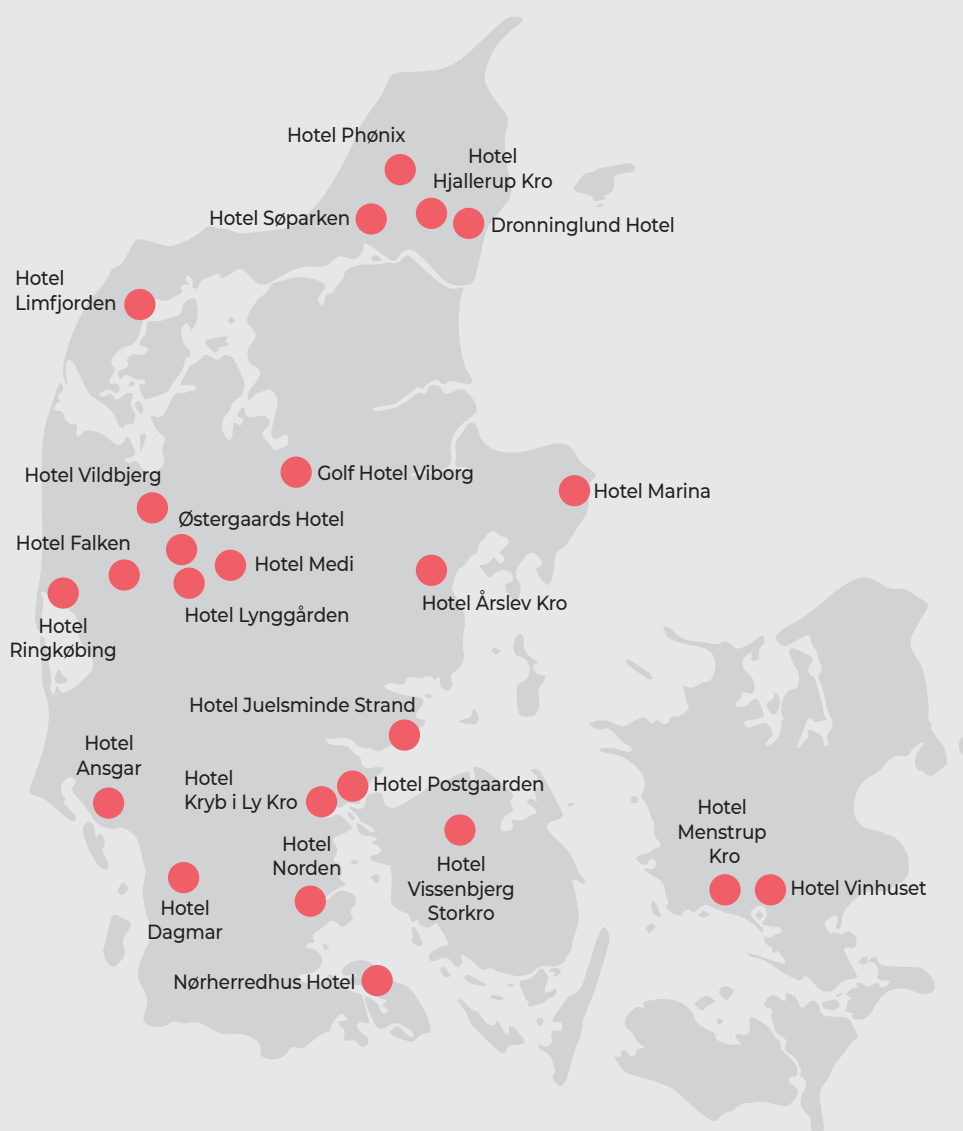 Hotel Phønix
Hotel
Hjallerup Kro
Hotel Søparken
Dronninglund Hotel
Hotel
Limfjorden
Golf Hotel Viborg
Hotel Vildbjerg
Hotel Marina
Østergaards Hotel
Hotel Falken
Hotel Medi
Hotel Årslev Kro
Hotel Lynggården
Hotel
Ringkøbing
Hotel Juelsminde Strand
Hotel
Ansgar
Hotel
Kryb i Ly Kro
Hotel Postgaarden
Hotel
Menstrup
Kro
Hotel
Norden
Hotel
Vissenbjerg
Storkro
Hotel Vinhuset
Hotel
Dagmar
Nørherredhus Hotel